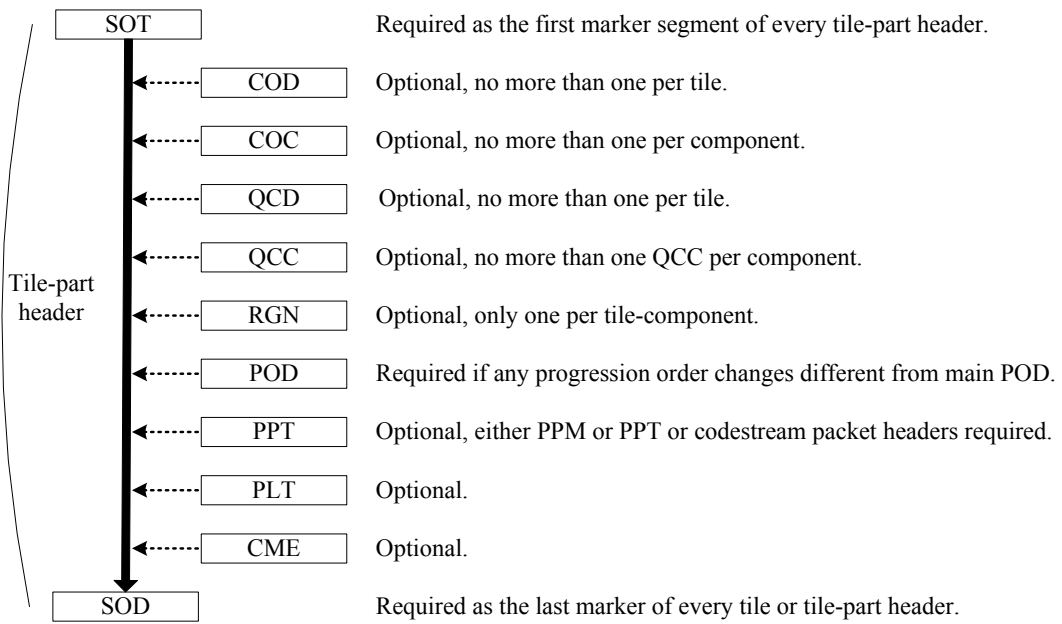 SOT Required as the first marker segment of every tile-part header.
COD Optional, no more than one per tile.
COC Optional, no more than one per component.
QCD Optional, no more than one per tile.
QCC Optional, no more than one QCC per component.
Tile-part
header
RGN Optional, only one per tile-component.
POD Required if any progression order changes different from main POD.
PPT Optional, either PPM or PPT or codestream packet headers required.
PLT Optional.
CME Optional.
SOD Required as the last marker of every tile or tile-part header.